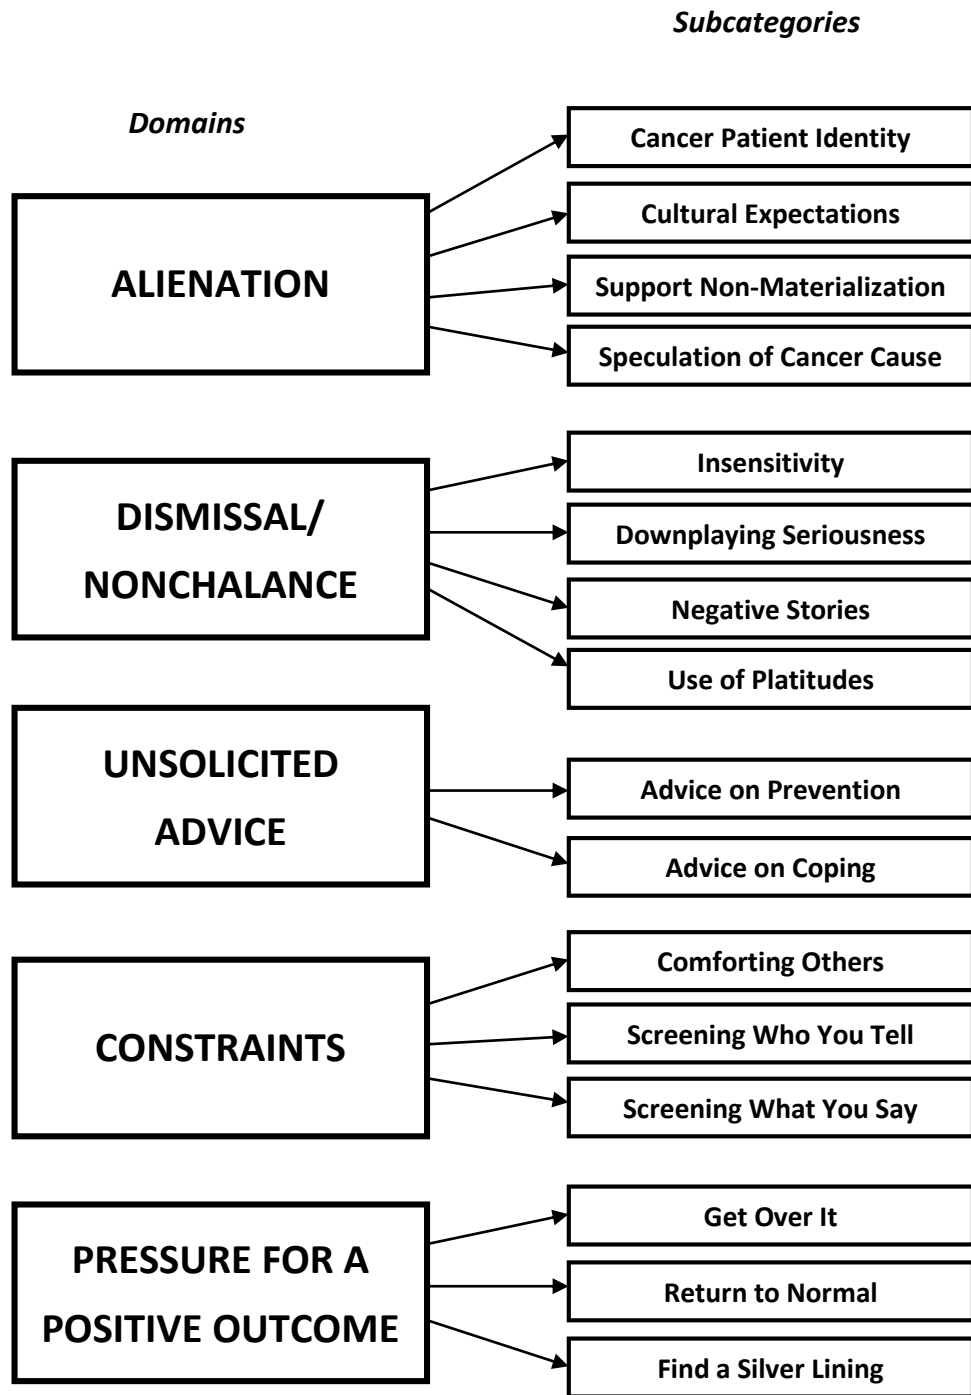 Subcategories
Domains
ALIENATION
Cancer Patient Identity
Cultural Expectations
Support Non-Materialization
Speculation of Cancer Cause
DISMISSAL/
NONCHALANCE
Insensitivity
Downplaying Seriousness
Negative Stories
Use of Platitudes
UNSOLICITED
ADVICE
Advice on Prevention
Advice on Coping
CONSTRAINTS
Comforting Others
Screening Who You Tell
Screening What You Say
PRESSURE FOR A
POSITIVE OUTCOME
Get Over It
Return to Normal
Find a Silver Lining